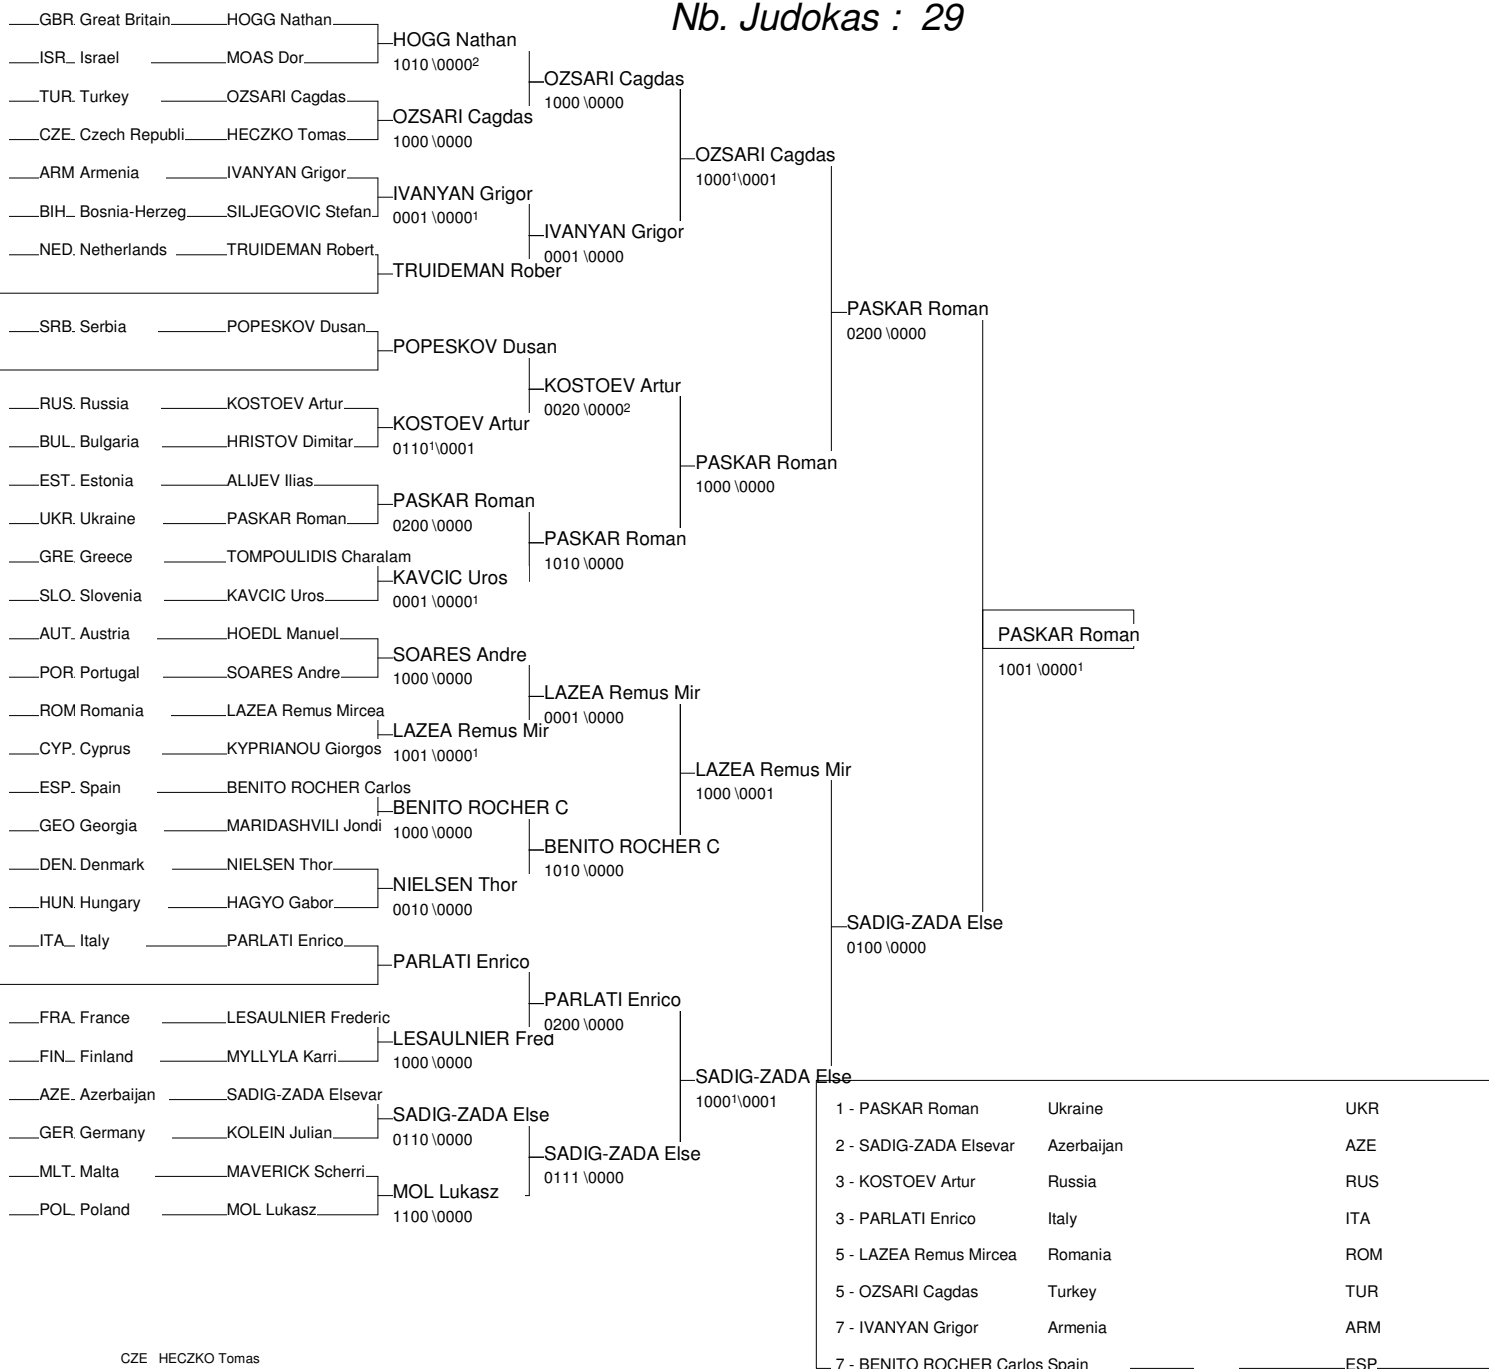 Nb. Judokas : 29
GBR Great Britain HOGG Nathan
HOGG Nathan
1010 \0000²
ISR Israel MOAS Dor
OZSARI Cagdas
1000 \0000
TUR Turkey OZSARI Cagdas
OZSARI Cagdas
1000 \0000
CZE Czech Republi HECZKO Tomas
OZSARI Cagdas
1000¹\0001
ARM Armenia IVANYAN Grigor
IVANYAN Grigor
0001 \0000¹
BIH Bosnia-Herzeg SILJEGOVIC Stefan
IVANYAN Grigor
0001 \0000
NED Netherlands TRUIDEMAN Robert
TRUIDEMAN Rober
PASKAR Roman
0200 \0000
SRB Serbia POPESKOV Dusan
POPESKOV Dusan
KOSTOEV Artur
0020 \0000²
RUS Russia KOSTOEV Artur
KOSTOEV Artur
0110¹\0001
BUL Bulgaria HRISTOV Dimitar
PASKAR Roman
1000 \0000
EST Estonia ALIJEV Ilias
PASKAR Roman
0200 \0000
UKR Ukraine PASKAR Roman
PASKAR Roman
1010 \0000
GRE Greece TOMPOULIDIS Charalam
KAVCIC Uros
0001 \0000¹
SLO Slovenia KAVCIC Uros
PASKAR Roman
1001 \0000¹
AUT Austria HOEDL Manuel
SOARES Andre
1000 \0000
POR Portugal SOARES Andre
LAZEA Remus Mir
0001 \0000
ROM Romania LAZEA Remus Mircea
LAZEA Remus Mir
1001 \0000¹
CYP Cyprus KYPRIANOU Giorgos
LAZEA Remus Mir
1000 \0001
ESP Spain BENITO ROCHER Carlos
BENITO ROCHER C
1000 \0000
GEO Georgia MARIDASHVILI Jondi
BENITO ROCHER C
1010 \0000
DEN Denmark NIELSEN Thor
NIELSEN Thor
0010 \0000
HUN Hungary HAGYO Gabor
SADIG-ZADA Else
0100 \0000
ITA Italy PARLATI Enrico
PARLATI Enrico
PARLATI Enrico
0200 \0000
FRA France LESAULNIER Frederic
LESAULNIER Fred
1000 \0000
FIN Finland MYLLYLA Karri
SADIG-ZADA Else
1000¹\0001
AZE Azerbaijan SADIG-ZADA Elsevar
SADIG-ZADA Else
0110 \0000
GER Germany KOLEIN Julian
SADIG-ZADA Else
0111 \0000
MLT Malta MAVERICK Scherri
MOL Lukasz
1100 \0000
POL Poland MOL Lukasz
1 - PASKAR Roman Ukraine UKR
2 - SADIG-ZADA Elsevar Azerbaijan AZE
3 - KOSTOEV Artur Russia RUS
3 - PARLATI Enrico Italy ITA
5 - LAZEA Remus Mircea Romania ROM
5 - OZSARI Cagdas Turkey TUR
7 - IVANYAN Grigor Armenia ARM
7 - BENITO ROCHER Carlos Spain ESP
CZE HECZKO Tomas